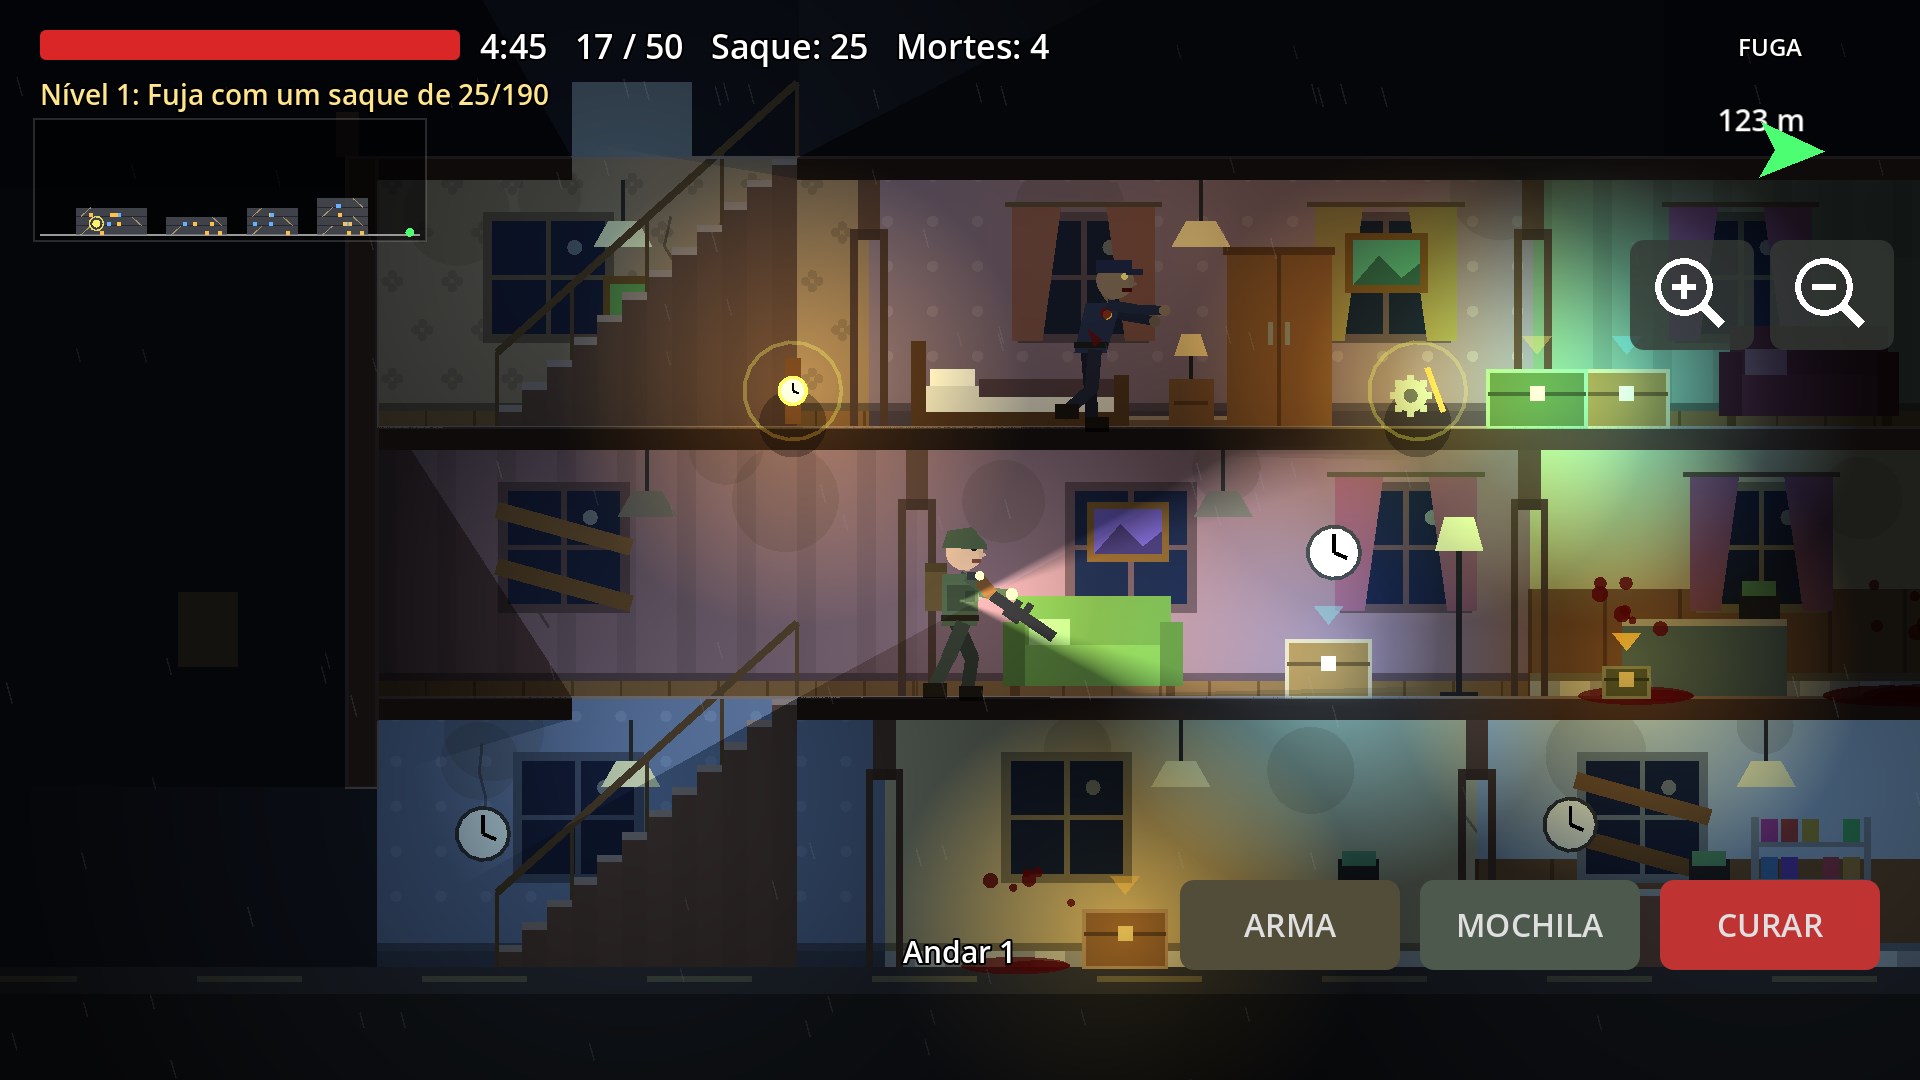 4:45 17 / 50 Saque: 25 Mortes: 4
FUGA
Nível 1: Fuja com um saque de 25/190
123 m
ARMA
MOCHILA
CURAR
Andar 1